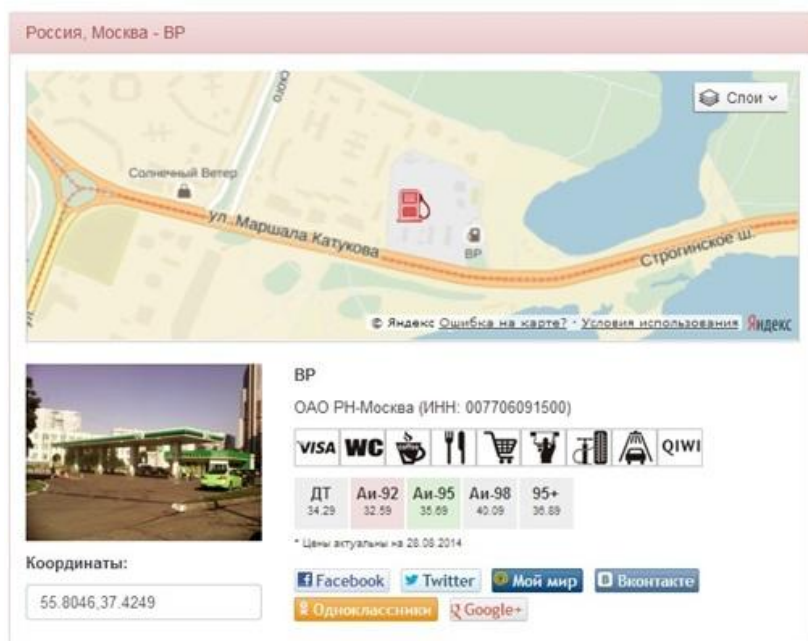 Россия, Москва - BP
Слои
ского
Солнечный Ветер
ул. Маршала Катукова
BP
Строгинское ш.
© Яндекс Ошибка на карте? · Условия использования Яндекс
BP
ОАО РН-Москва (ИНН: 007706091500)
VISA WC coffee QIWI
ДТ Аи-92 Аи-95 Аи-98 95+
34.29 32.59 35.69 40.09 36.89
* Цены актуальны на 28.08.2014
Координаты:
55.8046,37.4249
Facebook Twitter Мой мир Вконтакте
Одноклассники Google+